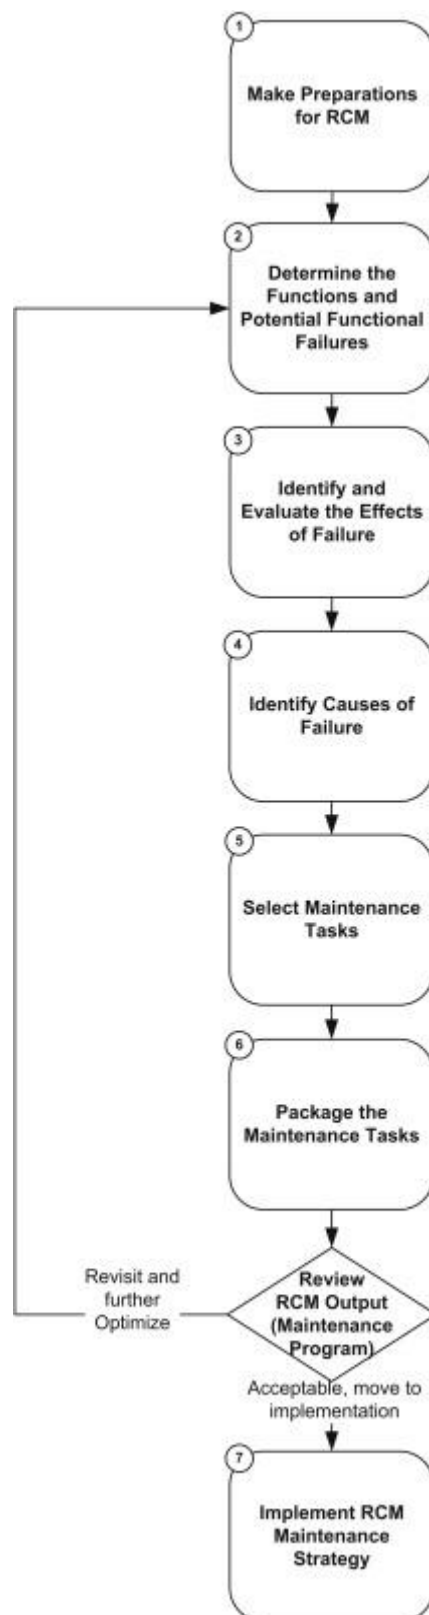 1
Make Preparations
for RCM
2
Determine the
Functions and
Potential Functional
Failures
3
Identify and
Evaluate the Effects
of Failure
4
Identify Causes of
Failure
5
Select Maintenance
Tasks
6
Package the
Maintenance Tasks
Review
RCM Output
(Maintenance
Program)
Revisit and
further
Optimize
Acceptable, move to
implementation
7
Implement RCM
Maintenance
Strategy